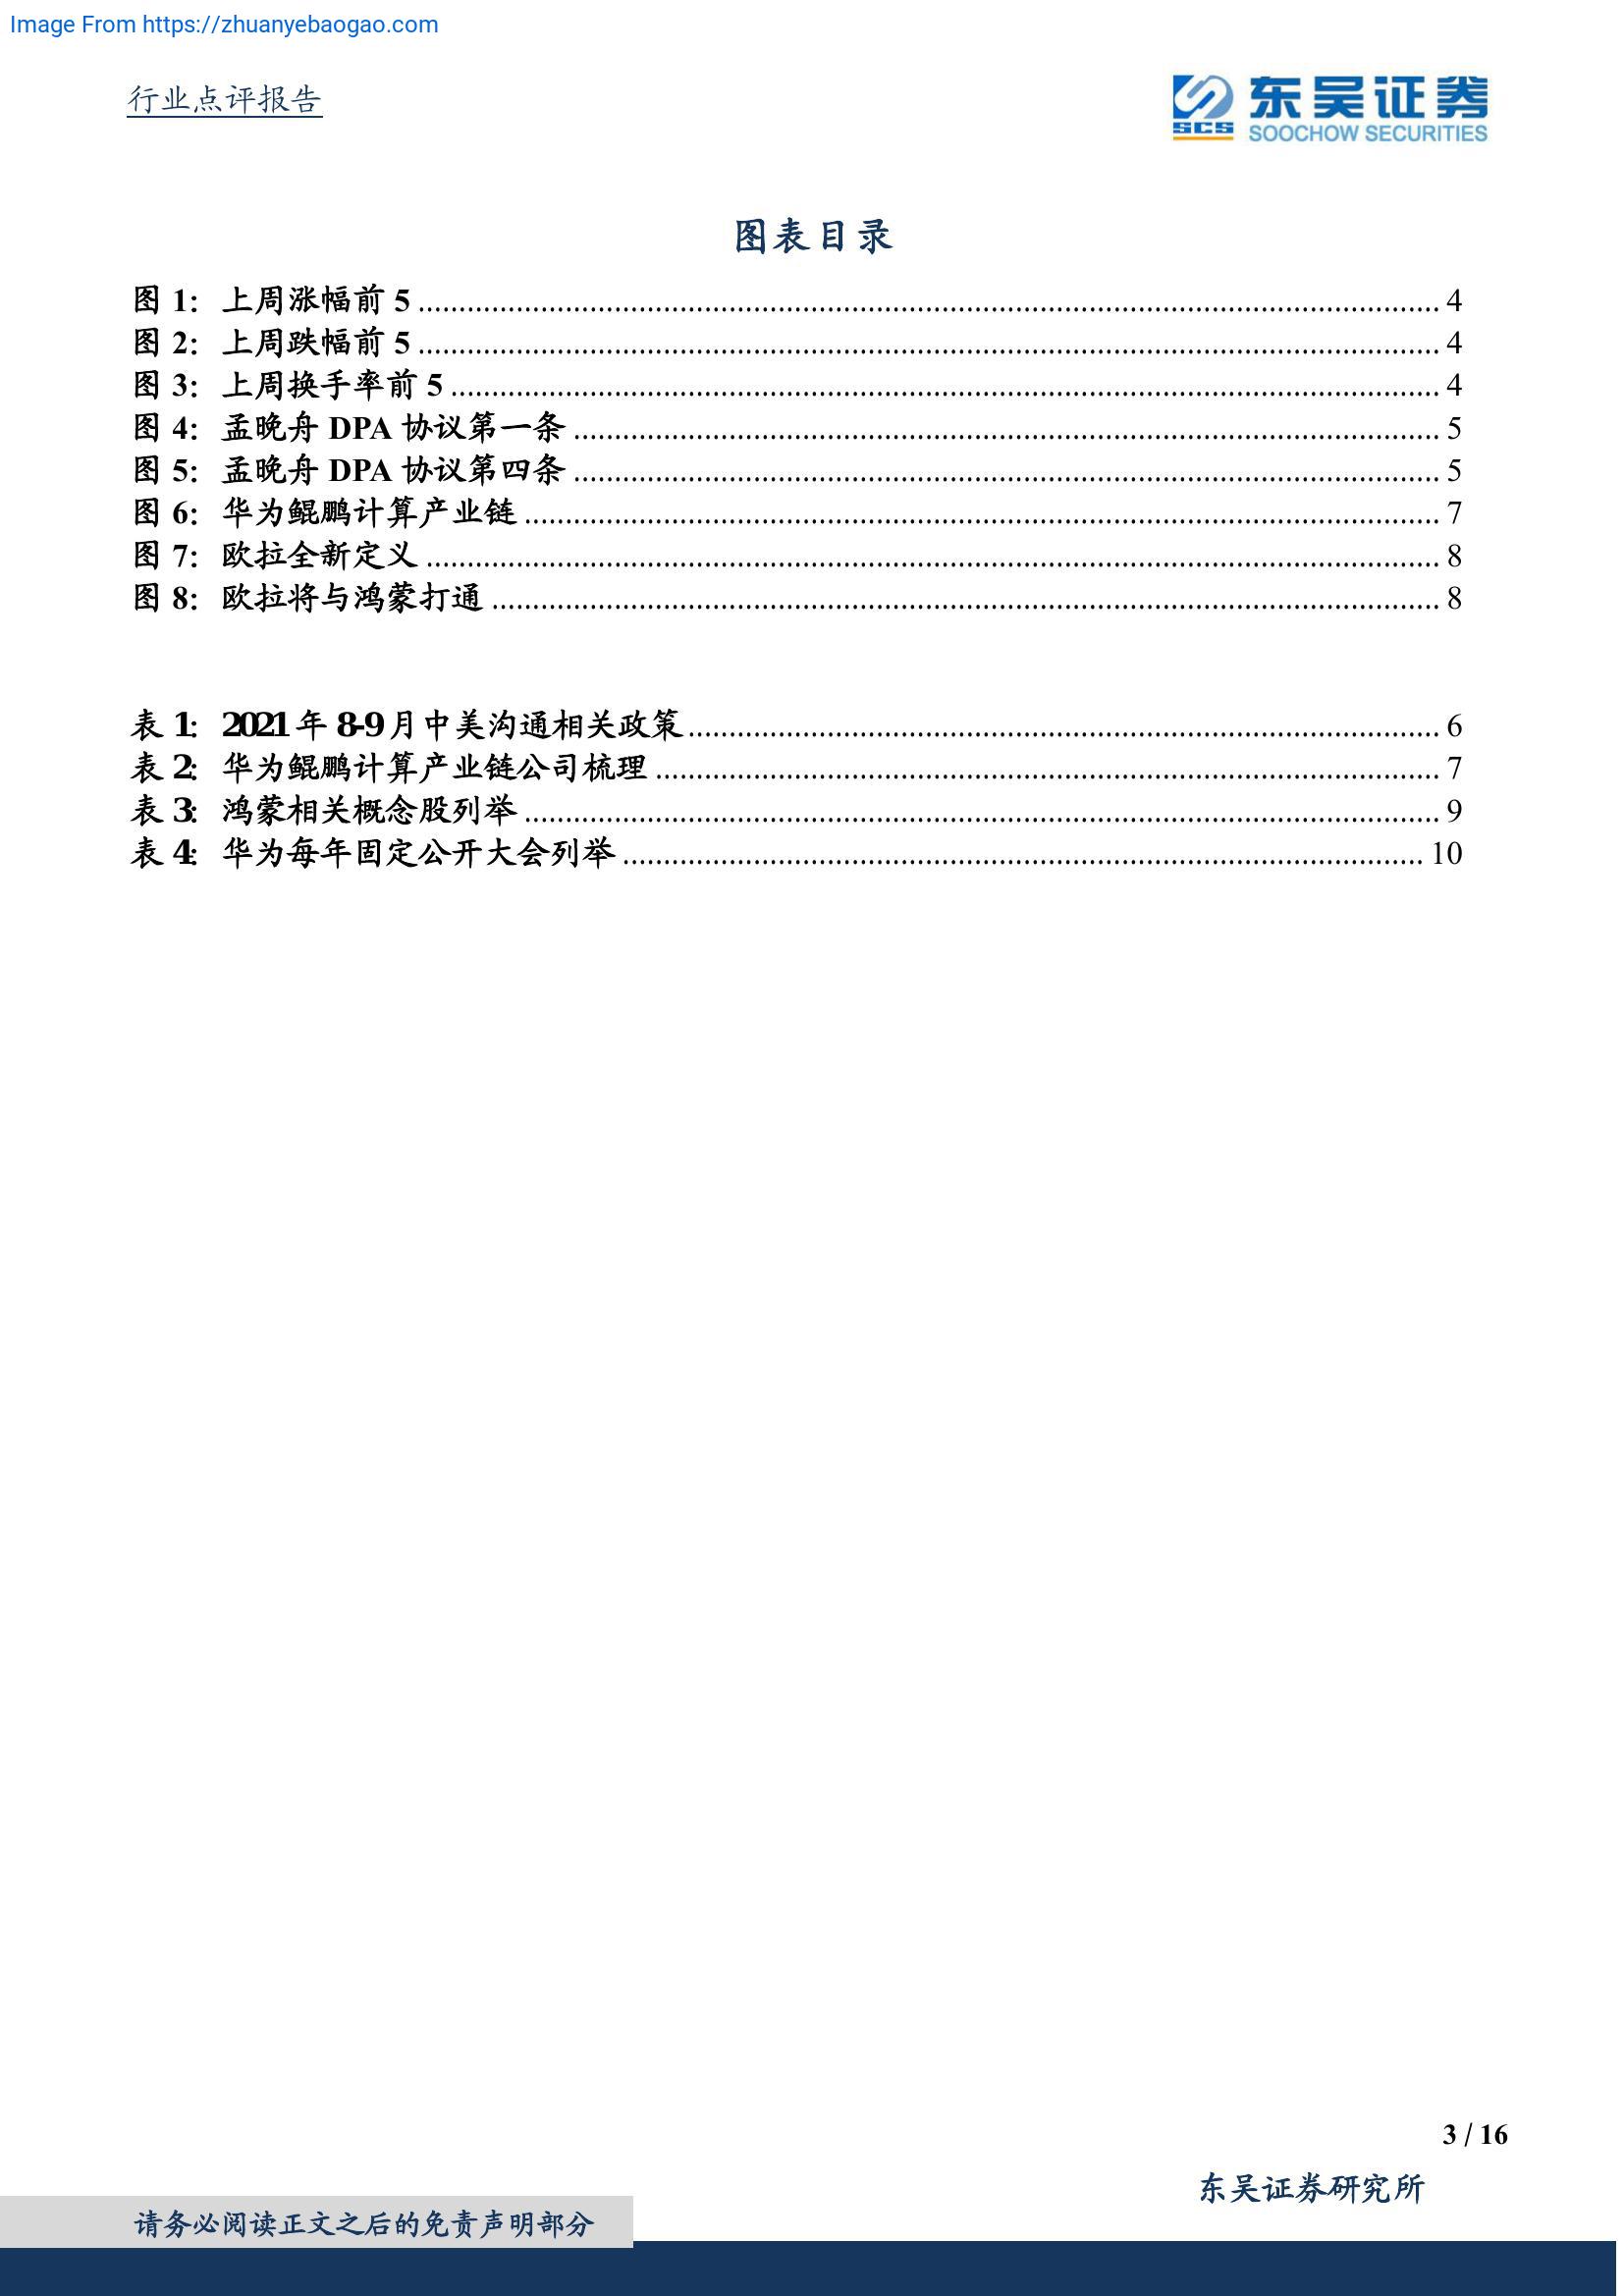 Image From https://zhuanyebaogao.com
行业点评报告
SCS
东吴证券
SOOCHOW SECURITIES
图表目录
图 1: 上周涨幅前 5 ........ 4
图 2: 上周跌幅前 5 ........ 4
图 3: 上周换手率前 5 ........ 4
图 4: 孟晚舟 DPA 协议第一条 ........ 5
图 5: 孟晚舟 DPA 协议第四条 ........ 5
图 6: 华为鲲鹏计算产业链 ........ 7
图 7: 欧拉全新定义 ........ 8
图 8: 欧拉将与鸿蒙打通 ........ 8
表 1: 2021 年 8-9 月中美沟通相关政策 ........ 6
表 2: 华为鲲鹏计算产业链公司梳理 ........ 7
表 3: 鸿蒙相关概念股列举 ........ 9
表 4: 华为每年固定公开大会列举 ........ 10
3 / 16
东吴证券研究所
请务必阅读正文之后的免责声明部分